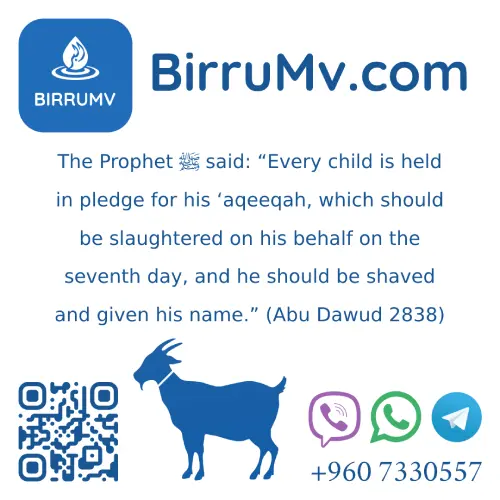 BIRRUMV
BirruMv.com
The Prophet ﷺ said: “Every child is held
in pledge for his ‘aqeeqah, which should
be slaughtered on his behalf on the
seventh day, and he should be shaved
and given his name.” (Abu Dawud 2838)
+960 7330557